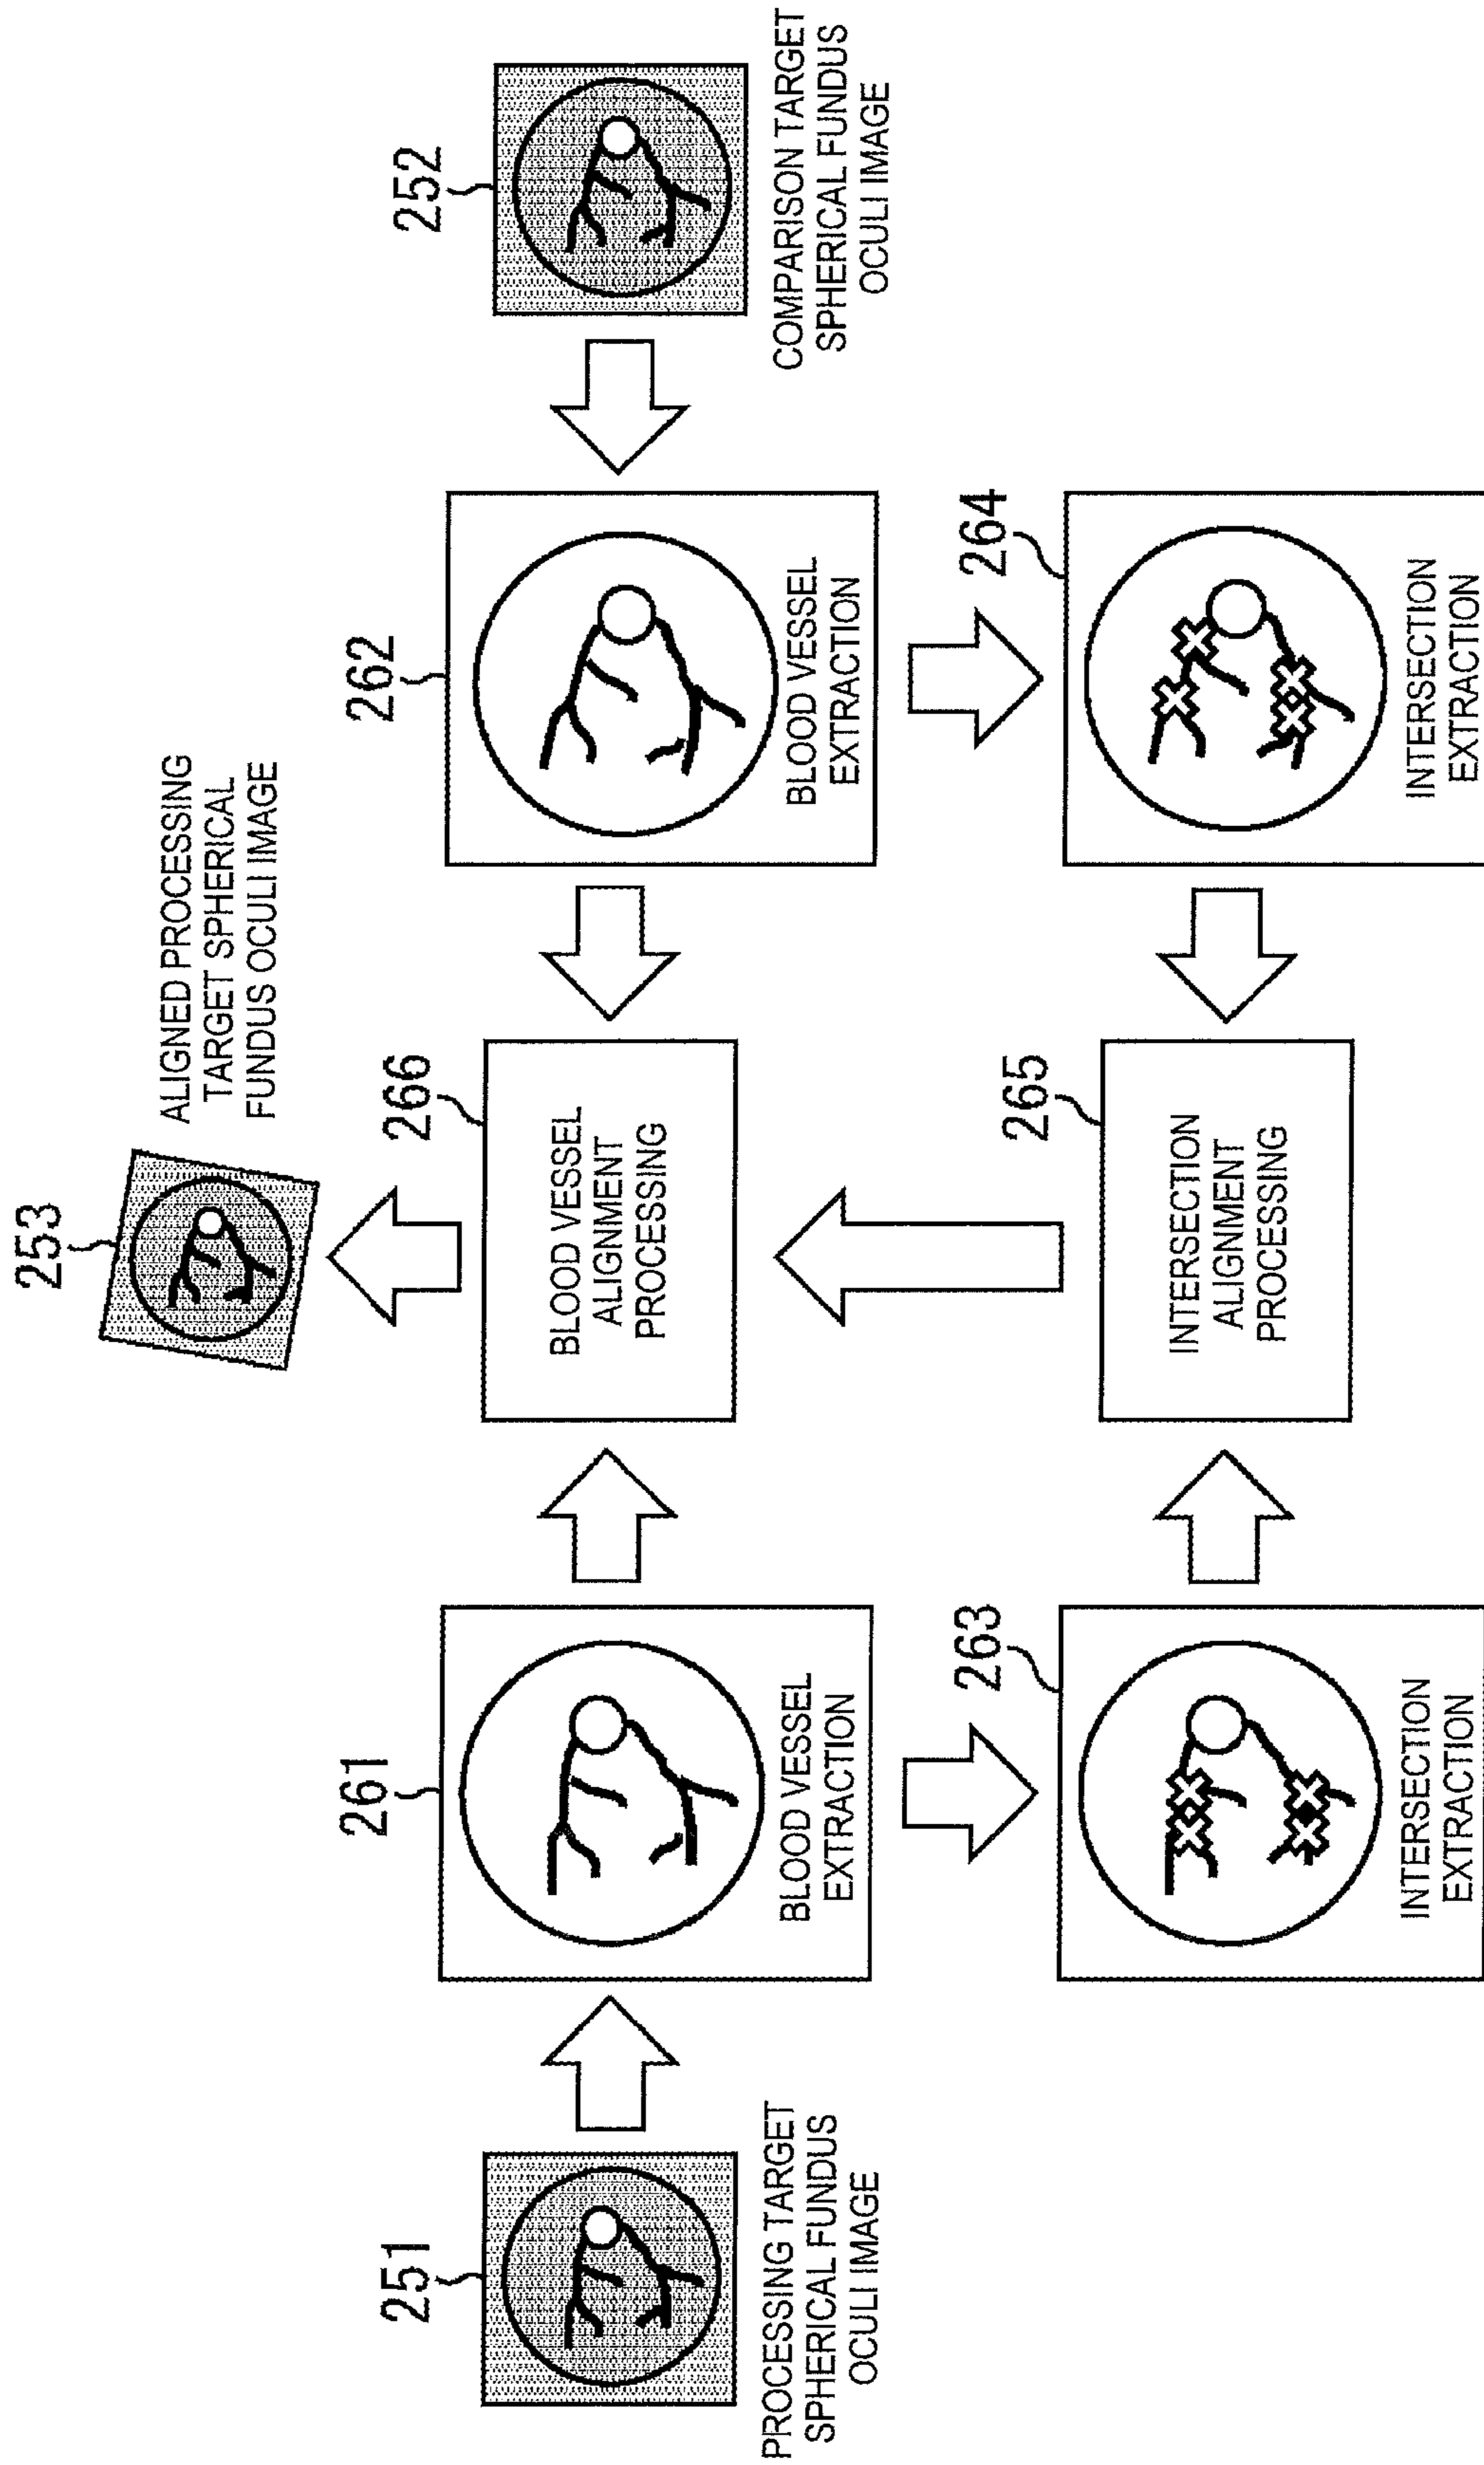 253
ALIGNED PROCESSING
TARGET SPHERICAL
FUNDUS OCULI IMAGE
251
PROCESSING TARGET
SPHERICAL FUNDUS
OCULI IMAGE
261
BLOOD VESSEL
EXTRACTION
266
BLOOD VESSEL
ALIGNMENT
PROCESSING
262
BLOOD VESSEL
EXTRACTION
252
COMPARISON TARGET
SPHERICAL FUNDUS
OCULI IMAGE
263
INTERSECTION
EXTRACTION
265
INTERSECTION
ALIGNMENT
PROCESSING
264
INTERSECTION
EXTRACTION